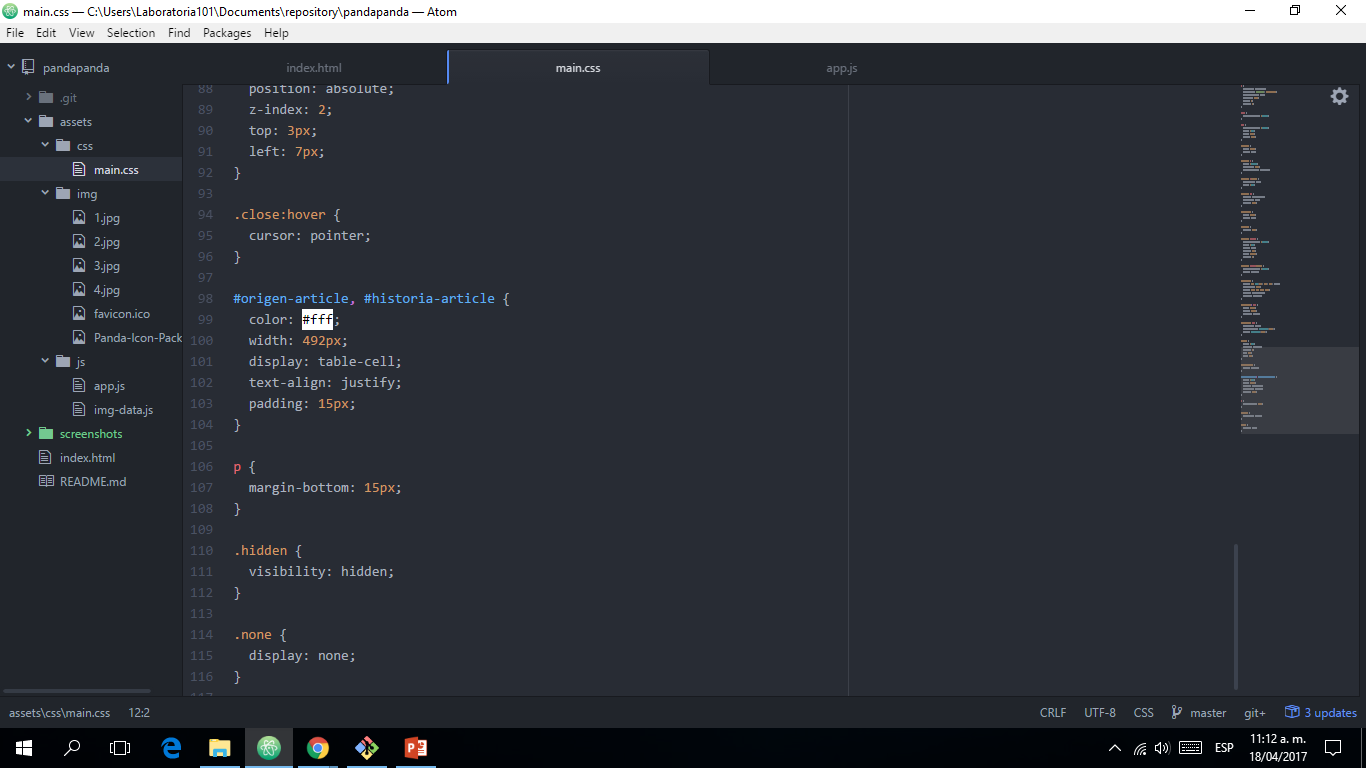 main.css — C:\Users\Laboratoria101\Documents\repository\pandapanda — Atom
File Edit View Selection Find Packages Help
pandapanda
.git
assets
css
main.css
img
1.jpg
2.jpg
3.jpg
4.jpg
favicon.ico
Panda-Icon-Pack
js
app.js
img-data.js
screenshots
index.html
README.md
index.html main.css app.js
88 position: absolute;
89 z-index: 2;
90 top: 3px;
91 left: 7px;
92 }
93
94 .close:hover {
95 cursor: pointer;
96 }
97
98 #origen-article, #historia-article {
99 color: #fff;
100 width: 492px;
101 display: table-cell;
102 text-align: justify;
103 padding: 15px;
104 }
105
106 p {
107 margin-bottom: 15px;
108 }
109
110 .hidden {
111 visibility: hidden;
112 }
113
114 .none {
115 display: none;
116 }
117
assets\css\main.css 12:2 CRLF UTF-8 CSS master git+ 3 updates
ESP
11:12 a. m.
18/04/2017